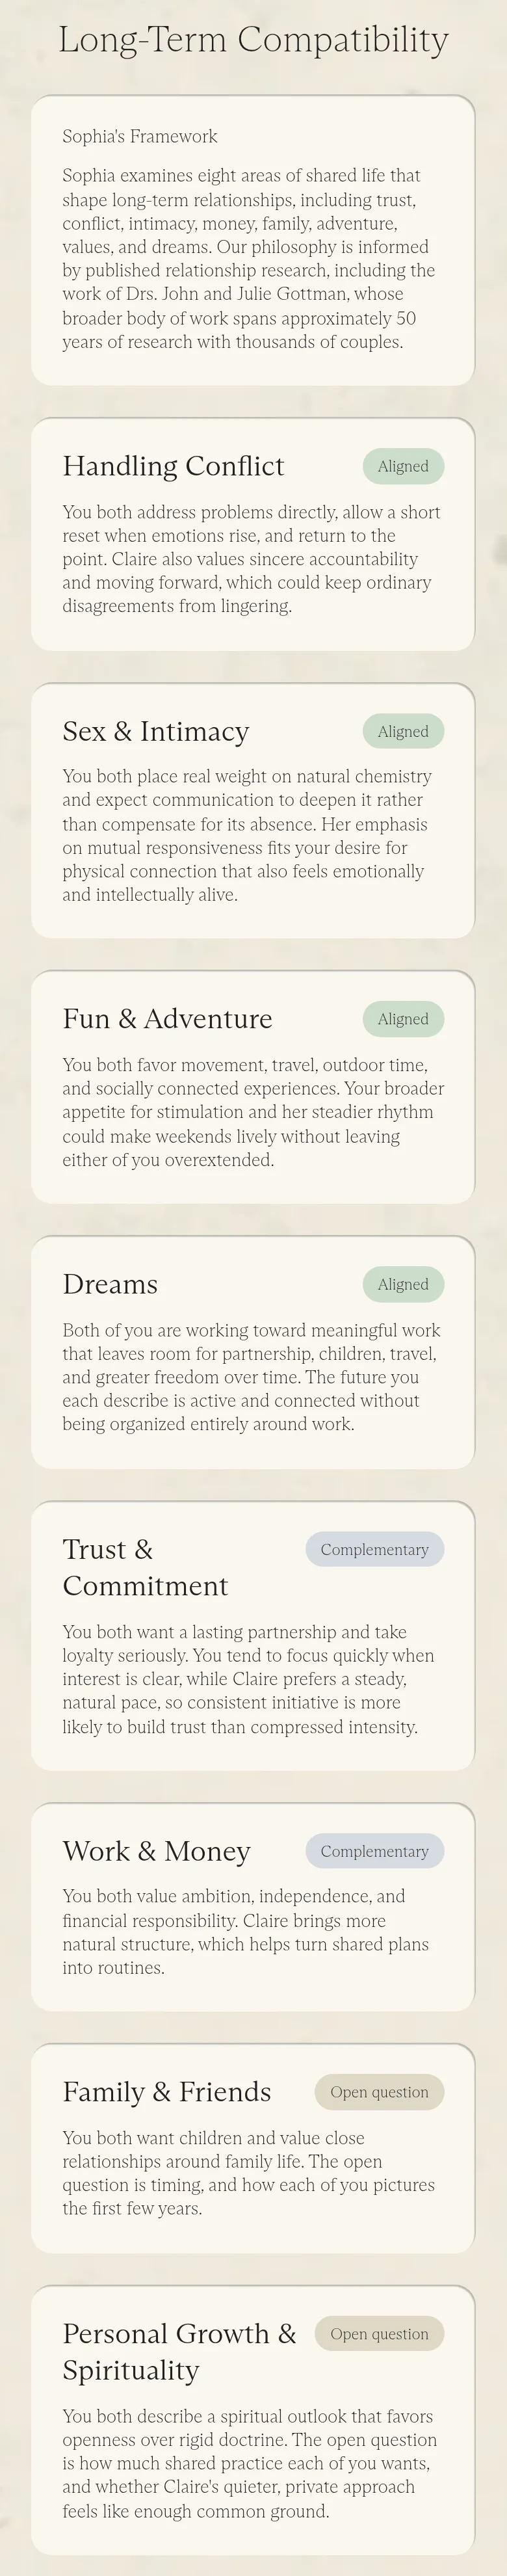 Long-Term Compatibility
Sophia's Framework
Sophia examines eight areas of shared life that
shape long-term relationships, including trust,
conflict, intimacy, money, family, adventure,
values, and dreams. Our philosophy is informed
by published relationship research, including the
work of Drs. John and Julie Gottman, whose
broader body of work spans approximately 50
years of research with thousands of couples.
Handling Conflict
Aligned
You both address problems directly, allow a short
reset when emotions rise, and return to the
point. Claire also values sincere accountability
and moving forward, which could keep ordinary
disagreements from lingering.
Sex & Intimacy
Aligned
You both place real weight on natural chemistry
and expect communication to deepen it rather
than compensate for its absence. Her emphasis
on mutual responsiveness fits your desire for
physical connection that also feels emotionally
and intellectually alive.
Fun & Adventure
Aligned
You both favor movement, travel, outdoor time,
and socially connected experiences. Your broader
appetite for stimulation and her steadier rhythm
could make weekends lively without leaving
either of you overextended.
Dreams
Aligned
Both of you are working toward meaningful work
that leaves room for partnership, children, travel,
and greater freedom over time. The future you
each describe is active and connected without
being organized entirely around work.
Trust &
Commitment
Complementary
You both want a lasting partnership and take
loyalty seriously. You tend to focus quickly when
interest is clear, while Claire prefers a steady,
natural pace, so consistent initiative is more
likely to build trust than compressed intensity.
Work & Money
Complementary
You both value ambition, independence, and
financial responsibility. Claire brings more
natural structure, which helps turn shared plans
into routines.
Family & Friends
Open question
You both want children and value close
relationships around family life. The open
question is timing, and how each of you pictures
the first few years.
Personal Growth &
Spirituality
Open question
You both describe a spiritual outlook that favors
openness over rigid doctrine. The open question
is how much shared practice each of you wants,
and whether Claire's quieter, private approach
feels like enough common ground.